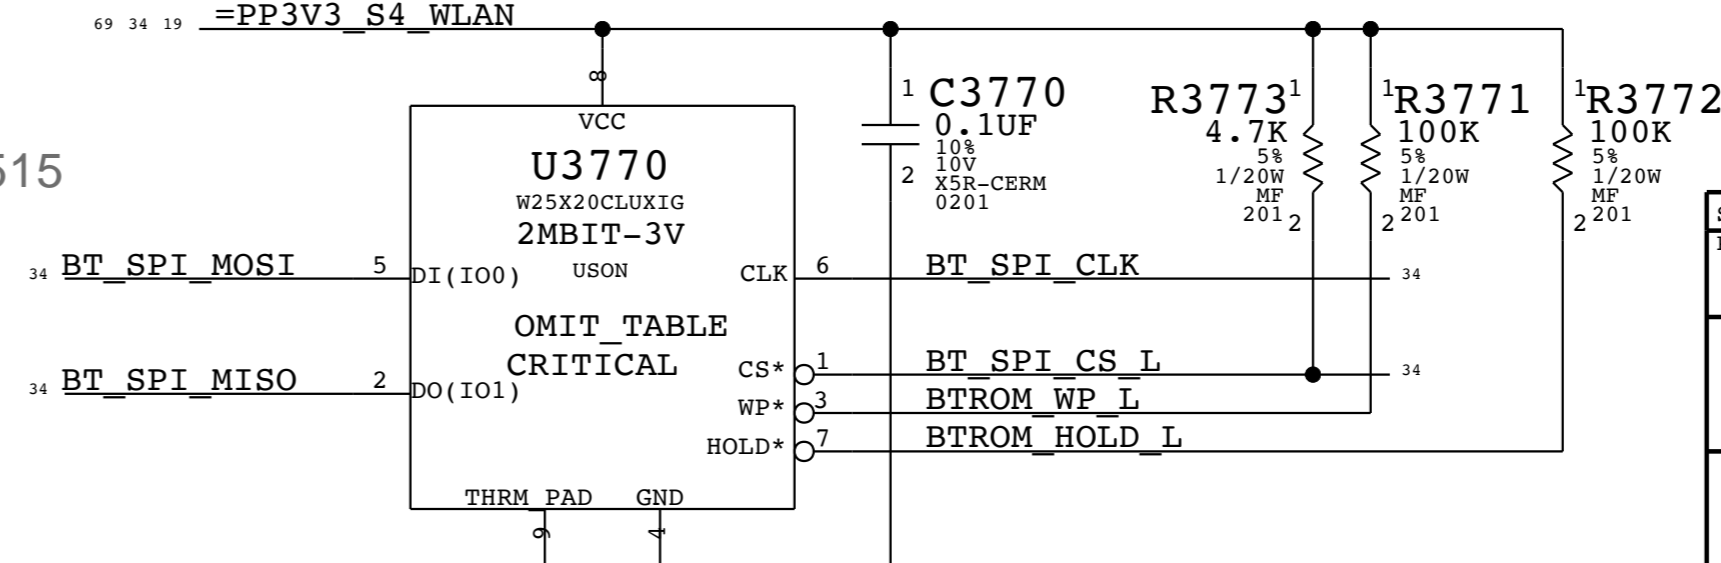 69 34 19 =PP3V3_S4_WLAN
8
VCC
U3770
W25X20CLUXIG
2MBIT-3V
USON
OMIT_TABLE
CRITICAL
515
34 BT_SPI_MOSI 5 DI(IO0)
34 BT_SPI_MISO 2 DO(IO1)
CLK 6 BT_SPI_CLK 34
CS* 1 BT_SPI_CS_L 34
WP* 3 BTROM_WP_L
HOLD* 7 BTROM_HOLD_L
THRM_PAD GND
9 4
1 C3770
0.1UF
10%
10V
2 X5R-CERM
0201
R3773 1
4.7K
5%
1/20W
MF
201 2
1 R3771
100K
5%
1/20W
MF
2 201
1 R3772
100K
5%
1/20W
MF
2 201